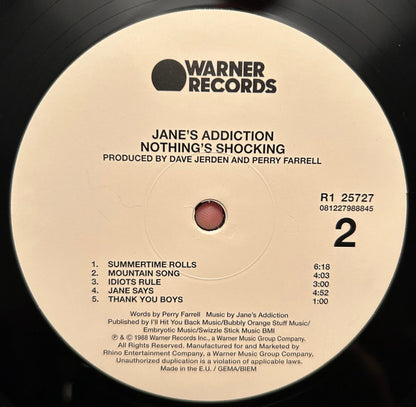 WARNER
RECORDS
JANE'S ADDICTION
NOTHING'S SHOCKING
PRODUCED BY DAVE JERDEN AND PERRY FARRELL
R1 25727
081227988845
2
1. SUMMERTIME ROLLS 6:18
2. MOUNTAIN SONG 4:03
3. IDIOTS RULE 3:00
4. JANE SAYS 4:52
5. THANK YOU BOYS 1:00
Words by Perry Farrell Music by Jane's Addiction
Published by I'll Hit You Back Music/Bubbly Orange Stuff Music/
Embryotic Music/Swizzle Stick Music BMI
℗ & © 1988 Warner Records Inc., a Warner Music Group Company.
Manufactured for and Marketed by
Rhino Entertainment Company, a Warner Music Group Company.
Unauthorized duplication is a violation of applicable laws.
Made in the E.U. / GEMA/BIEM